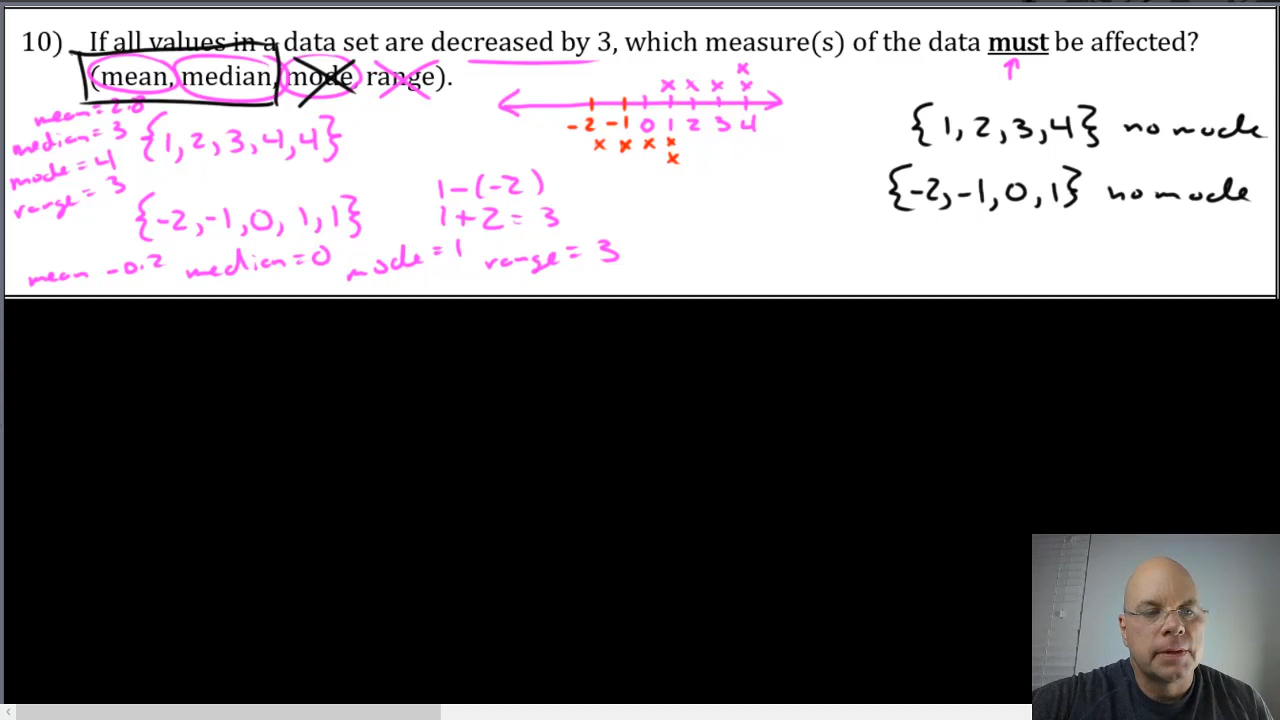 10) If all values in a data set are decreased by 3, which measure(s) of the data must be affected?
(mean, median, mode, range).
mean = 2.8
median = 3
mode = 4
range = 3
{1, 2, 3, 4, 4}
{-2, -1, 0, 1, 1}
mean -0.2 median = 0 mode = 1 range = 3
1-(-2)
1+2 = 3
x x x x x
-2 -1 0 1 2 3 4
x x x x x
{1, 2, 3, 4} no mode
{-2, -1, 0, 1} no mode